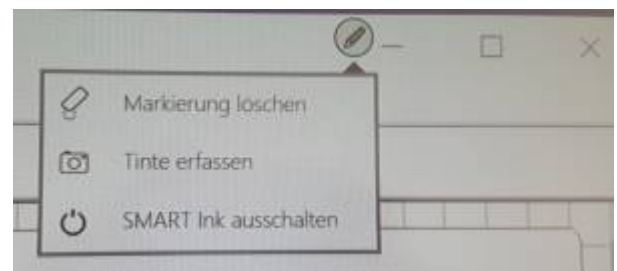 Markierung löschen
Tinte erfassen
SMART Ink ausschalten